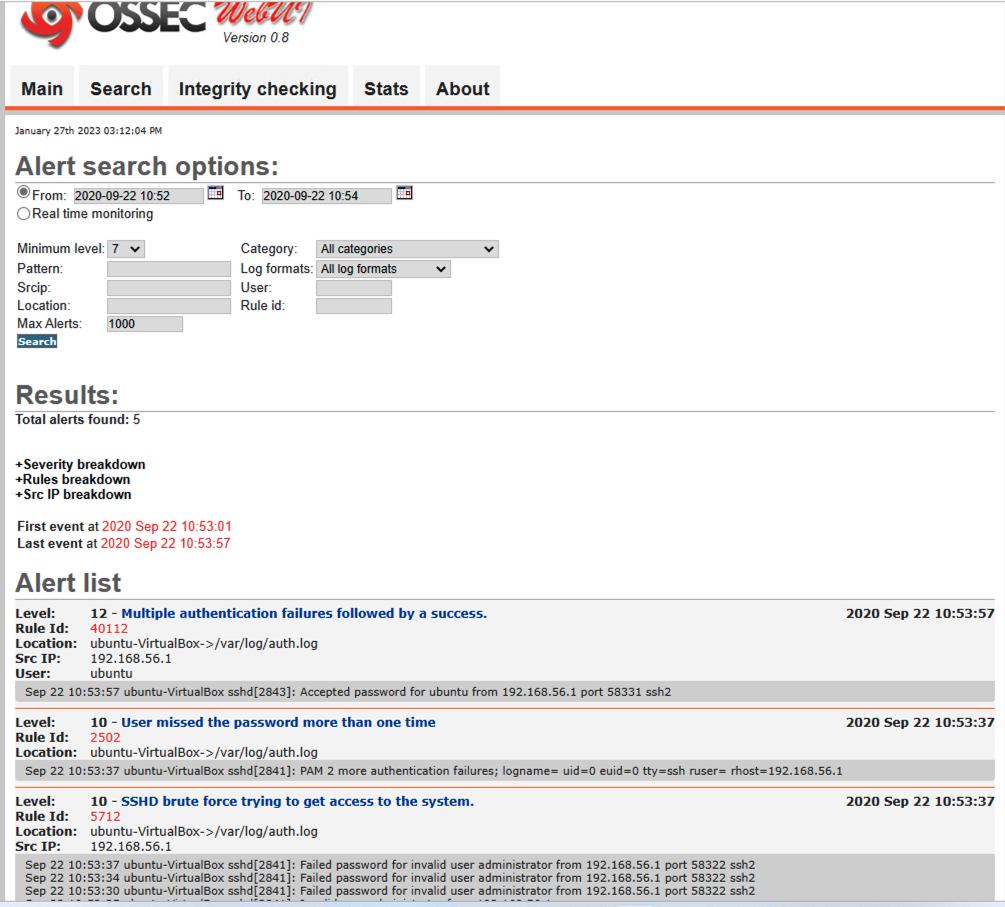 OSSEC WebUI
Version 0.8
Main Search Integrity checking Stats About
January 27th 2023 03:12:04 PM
Alert search options:
From: 2020-09-22 10:52 To: 2020-09-22 10:54
Real time monitoring
Minimum level: 7 Category: All categories
Pattern: Log formats: All log formats
Srcip: User:
Location: Rule id:
Max Alerts: 1000
Search
Results:
Total alerts found: 5
+Severity breakdown
+Rules breakdown
+Src IP breakdown
First event at 2020 Sep 22 10:53:01
Last event at 2020 Sep 22 10:53:57
Alert list
Level: 12 - Multiple authentication failures followed by a success. 2020 Sep 22 10:53:57
Rule Id: 40112
Location: ubuntu-VirtualBox->/var/log/auth.log
Src IP: 192.168.56.1
User: ubuntu
Sep 22 10:53:57 ubuntu-VirtualBox sshd[2843]: Accepted password for ubuntu from 192.168.56.1 port 58331 ssh2
Level: 10 - User missed the password more than one time 2020 Sep 22 10:53:37
Rule Id: 2502
Location: ubuntu-VirtualBox->/var/log/auth.log
Sep 22 10:53:37 ubuntu-VirtualBox sshd[2841]: PAM 2 more authentication failures; logname= uid=0 euid=0 tty=ssh ruser= rhost=192.168.56.1
Level: 10 - SSHD brute force trying to get access to the system. 2020 Sep 22 10:53:37
Rule Id: 5712
Location: ubuntu-VirtualBox->/var/log/auth.log
Src IP: 192.168.56.1
Sep 22 10:53:37 ubuntu-VirtualBox sshd[2841]: Failed password for invalid user administrator from 192.168.56.1 port 58322 ssh2
Sep 22 10:53:34 ubuntu-VirtualBox sshd[2841]: Failed password for invalid user administrator from 192.168.56.1 port 58322 ssh2
Sep 22 10:53:30 ubuntu-VirtualBox sshd[2841]: Failed password for invalid user administrator from 192.168.56.1 port 58322 ssh2